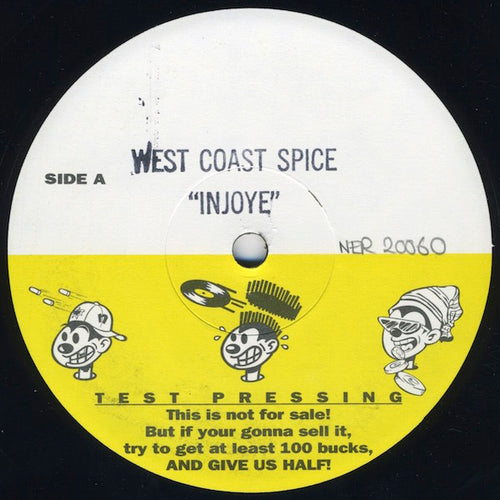 WEST COAST SPICE
SIDE A
"INJOYE"
NER 20060
TEST PRESSING
This is not for sale!
But if your gonna sell it,
try to get at least 100 bucks,
AND GIVE US HALF!